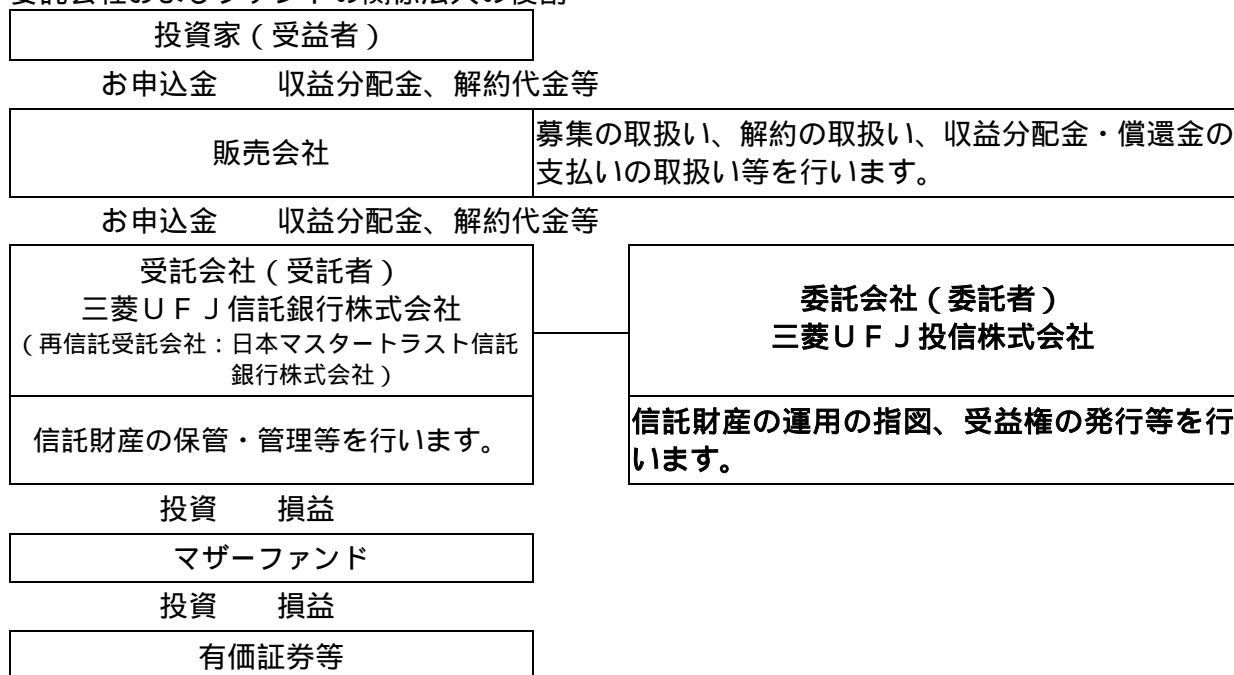 委託会社およびファンドの関係法人の役割
投資家（受益者）
お申込金　　収益分配金、解約代金等
販売会社
募集の取扱い、解約の取扱い、収益分配金・償還金の
支払いの取扱い等を行います。
お申込金　　収益分配金、解約代金等
受託会社（受託者）
三菱ＵＦＪ信託銀行株式会社
（再信託受託会社：日本マスタートラスト信託
銀行株式会社）
委託会社（委託者）
三菱ＵＦＪ投信株式会社
信託財産の保管・管理等を行います。
信託財産の運用の指図、受益権の発行等を行
います。
投資　　損益
マザーファンド
投資　　損益
有価証券等